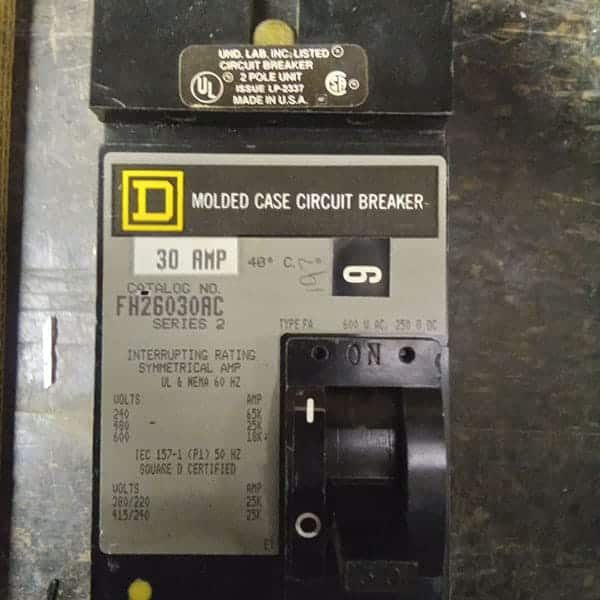 UND. LAB. INC. LISTED
CIRCUIT BREAKER
2 POLE UNIT
ISSUE LP-2337
MADE IN U.S.A.
UL
D
MOLDED CASE CIRCUIT BREAKER
30 AMP
40° C.
9
CATALOG NO.
FH26030AC
SERIES 2
TYPE FA 600 V AC, 250 V DC
INTERRUPTING RATING
SYMMETRICAL AMP
UL & NEMA 60 HZ
VOLTS AMP
240 65K
480 25K
600 18K
IEC 157-1 (P1) 50 HZ
SQUARE D CERTIFIED
VOLTS AMP
380/220 25K
415/240 25K
ON
I
O